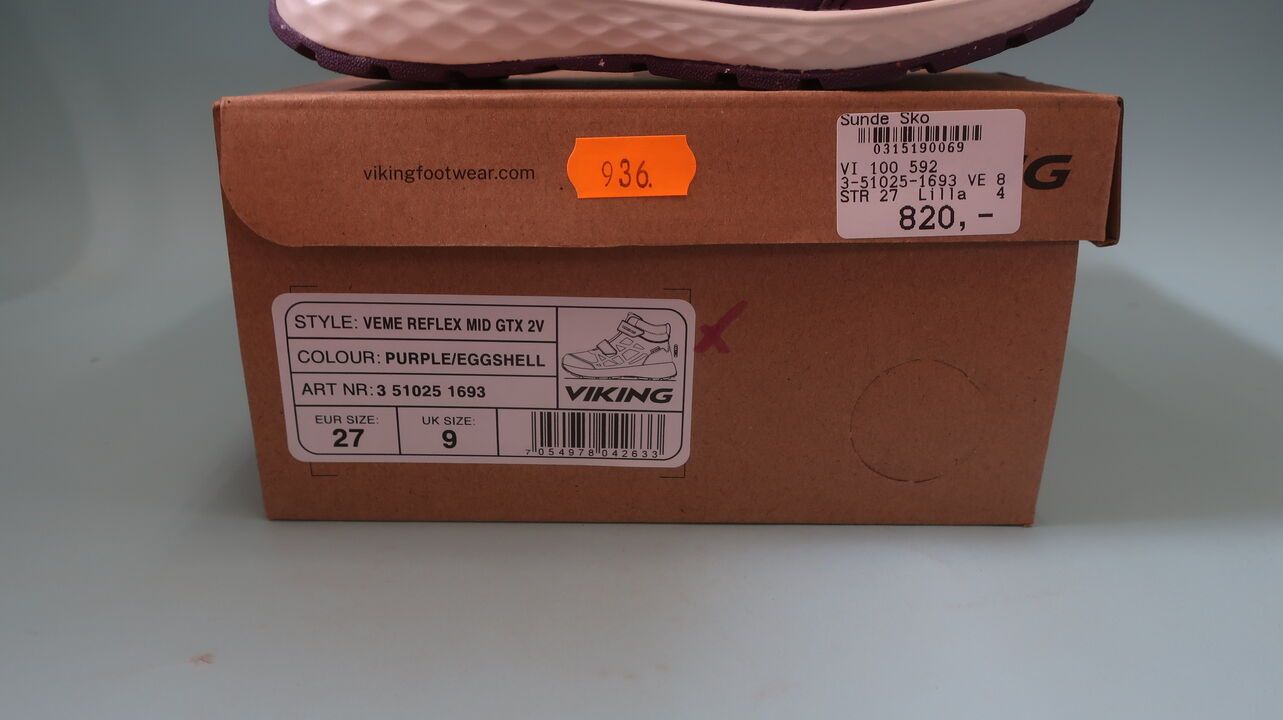 vikingfootwear.com
936.
Sunde Sko
0315190069
VI 100 592
3-51025-1693 VE 8
STR 27 Lilla 4
820,-
G
STYLE: VEME REFLEX MID GTX 2V
COLOUR: PURPLE/EGGSHELL
ART NR: 3 51025 1693
VIKING
EUR SIZE:
27
UK SIZE:
9
7 054978 042633